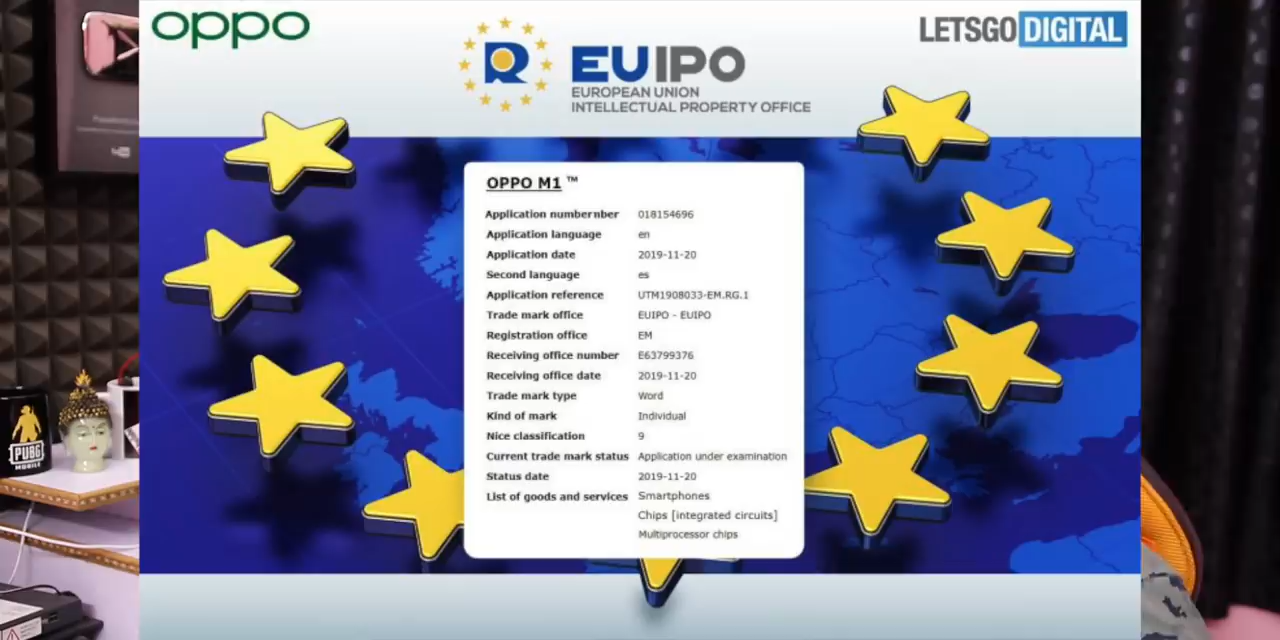 oppo
LETSGODIGITAL
R EUIPO
EUROPEAN UNION
INTELLECTUAL PROPERTY OFFICE
OPPO M1 ™
Application numbernber 018154696
Application language en
Application date 2019-11-20
Second language es
Application reference UTM1908033-EM.RG.1
Trade mark office EUIPO - EUIPO
Registration office EM
Receiving office number E63799376
Receiving office date 2019-11-20
Trade mark type Word
Kind of mark Individual
Nice classification 9
Current trade mark status Application under examination
Status date 2019-11-20
List of goods and services Smartphones
Chips [integrated circuits]
Multiprocessor chips
PUBG
MOBILE